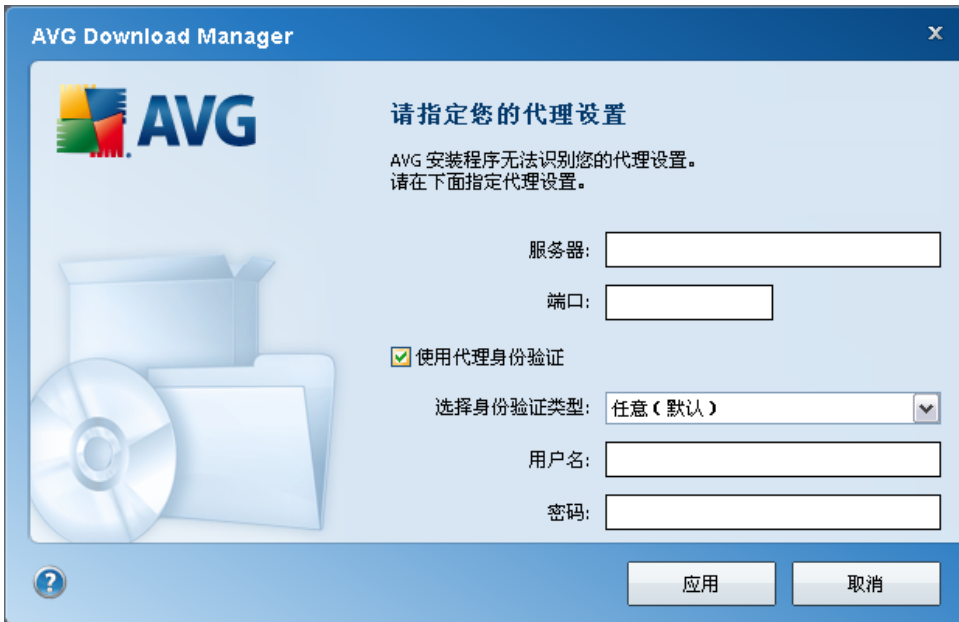 AVG Download Manager
x
AVG
请指定您的代理设置
AVG 安装程序无法识别您的代理设置。
请在下面指定代理设置。
服务器:
端口:
使用代理身份验证
选择身份验证类型: 任意（默认）
用户名:
密码:
?
应用 取消